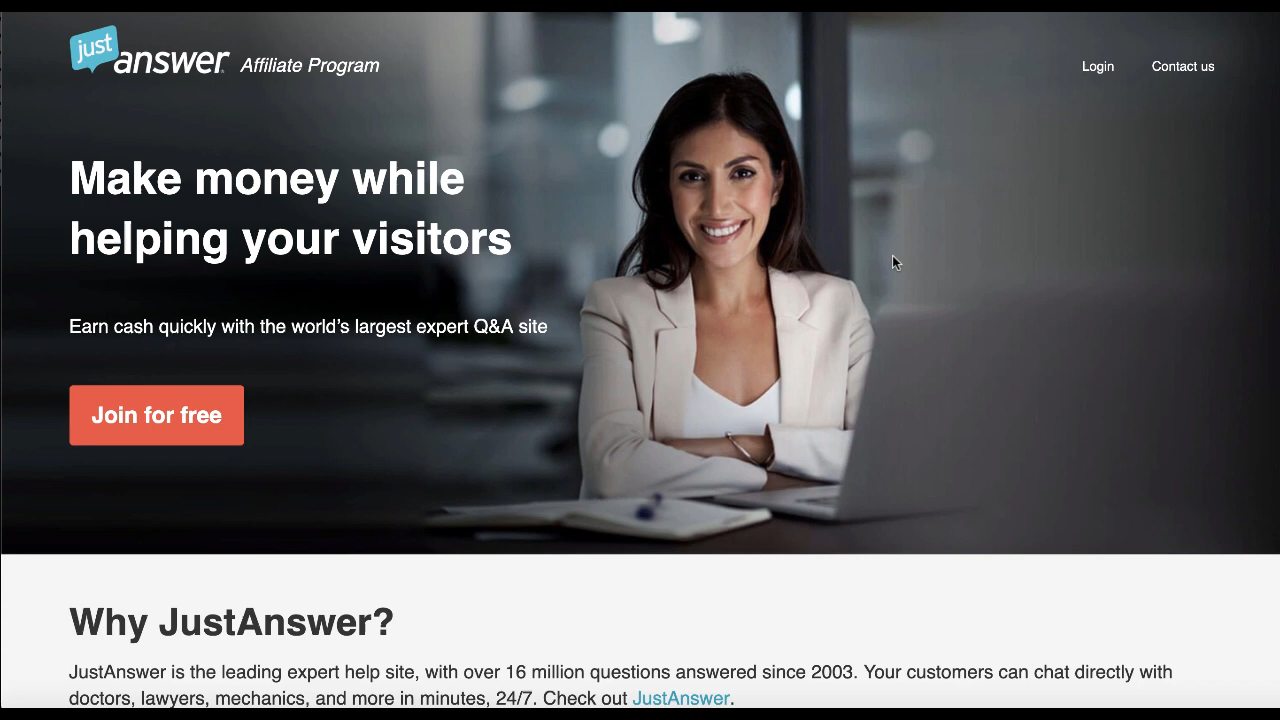 just
answer Affiliate Program
Login
Contact us
Make money while
helping your visitors
Earn cash quickly with the world’s largest expert Q&A site
Join for free
Why JustAnswer?
JustAnswer is the leading expert help site, with over 16 million questions answered since 2003. Your customers can chat directly with
doctors, lawyers, mechanics, and more in minutes, 24/7. Check out JustAnswer.